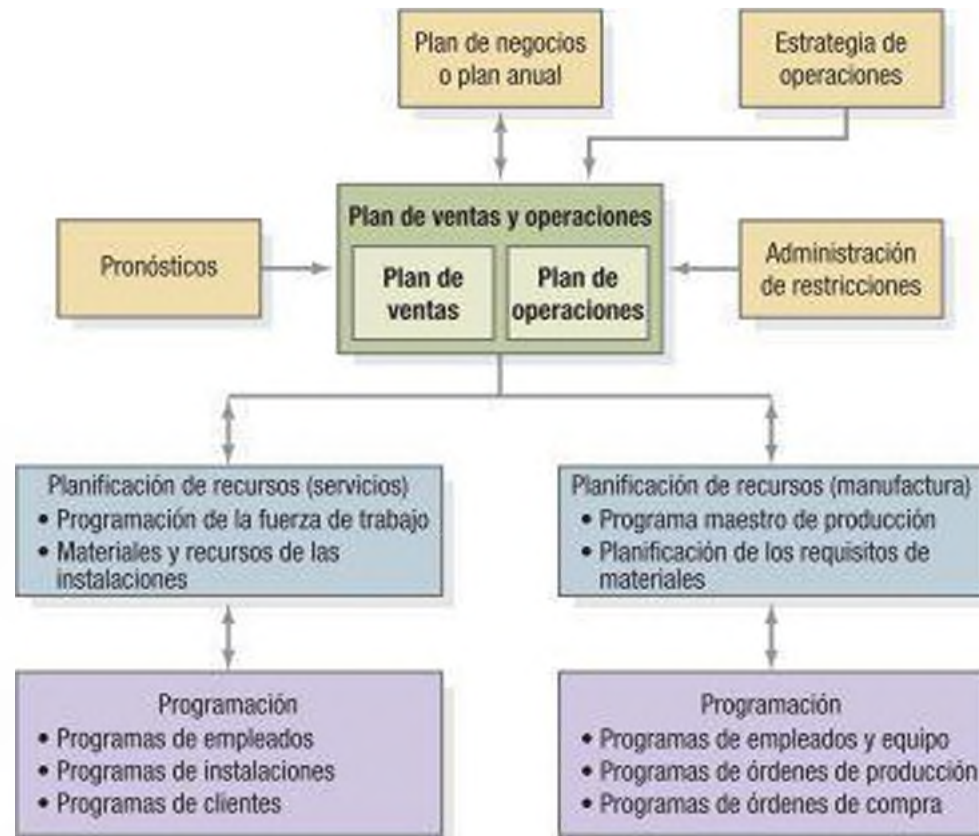 Plan de negocios
o plan anual
Estrategia de
operaciones
Plan de ventas y operaciones
Pronósticos
Plan de
ventas
Plan de
operaciones
Administración
de restricciones
Planificación de recursos (servicios)
• Programación de la fuerza de trabajo
• Materiales y recursos de las
instalaciones
Planificación de recursos (manufactura)
• Programa maestro de producción
• Planificación de los requisitos de
materiales
Programación
• Programas de empleados
• Programas de instalaciones
• Programas de clientes
Programación
• Programas de empleados y equipo
• Programas de órdenes de producción
• Programas de órdenes de compra